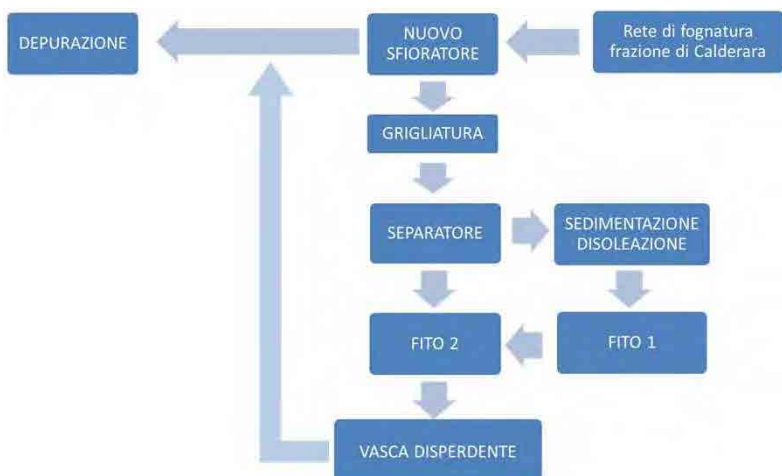 DEPURAZIONE
NUOVO
SFIORATORE
Rete di fognatura
frazione di Calderara
GRIGLIATURA
SEPARATORE
SEDIMENTAZIONE
DISOLEAZIONE
FITO 2
FITO 1
VASCA DISPERDENTE